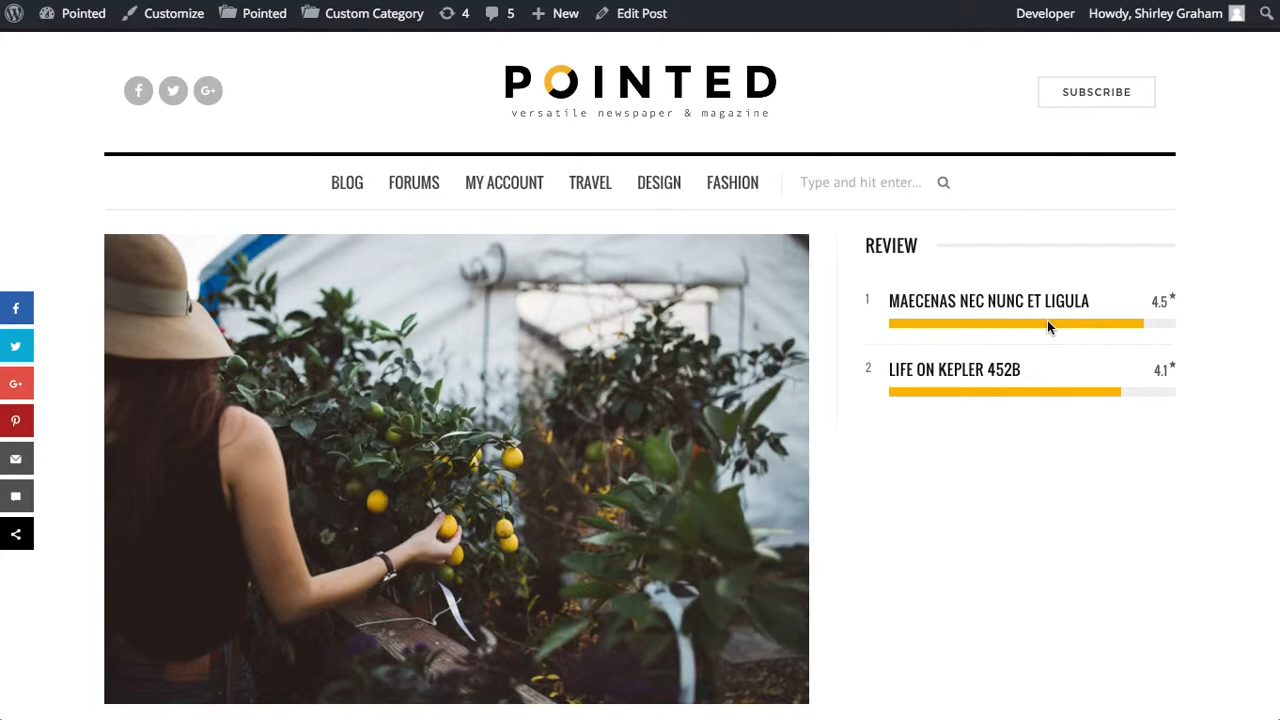 Pointed Customize Pointed Custom Category 4 5 New Edit Post Developer Howdy, Shirley Graham
POINTED
versatile newspaper & magazine
SUBSCRIBE
BLOG FORUMS MY ACCOUNT TRAVEL DESIGN FASHION Type and hit enter...
REVIEW
1 MAECENAS NEC NUNC ET LIGULA 4.5★
2 LIFE ON KEPLER 452B 4.1★